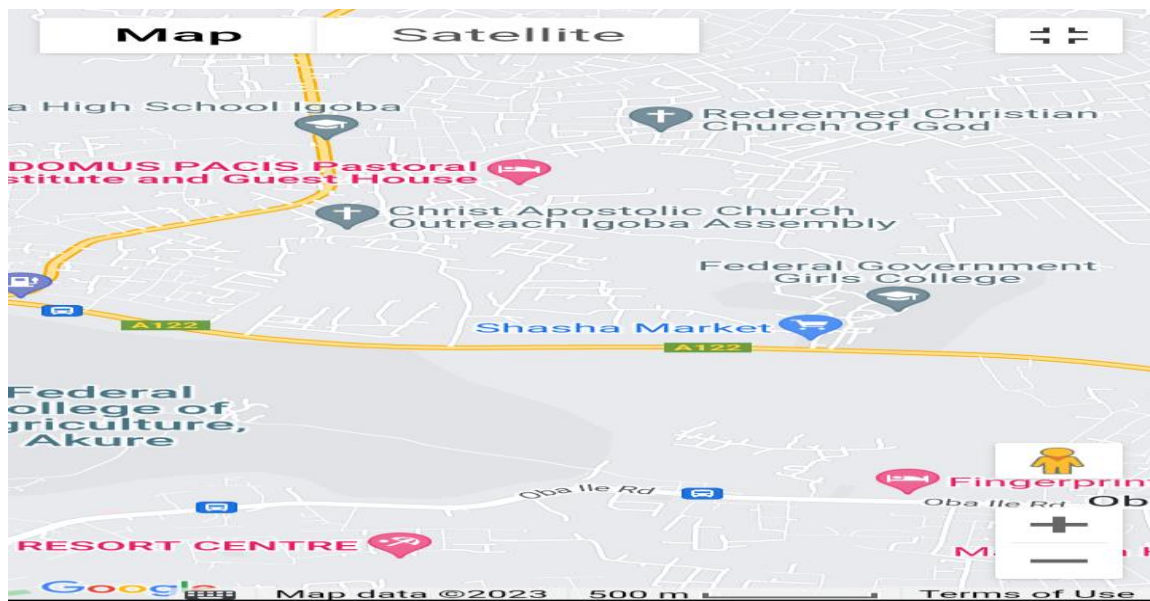 Map Satellite
a High School Igoba
Redeemed Christian
Church Of God
DOMUS PACIS Pastoral
stitute and Guest House
Christ Apostolic Church
Outreach Igoba Assembly
Federal Government
Girls College
Shasha Market
A122
A122
Federal
ollege of
griculture,
Akure
Oba Ile Rd
Fingerprin
Oba Ile Rd
Ob
RESORT CENTRE
Google
Map data ©2023 500 m Terms of Use